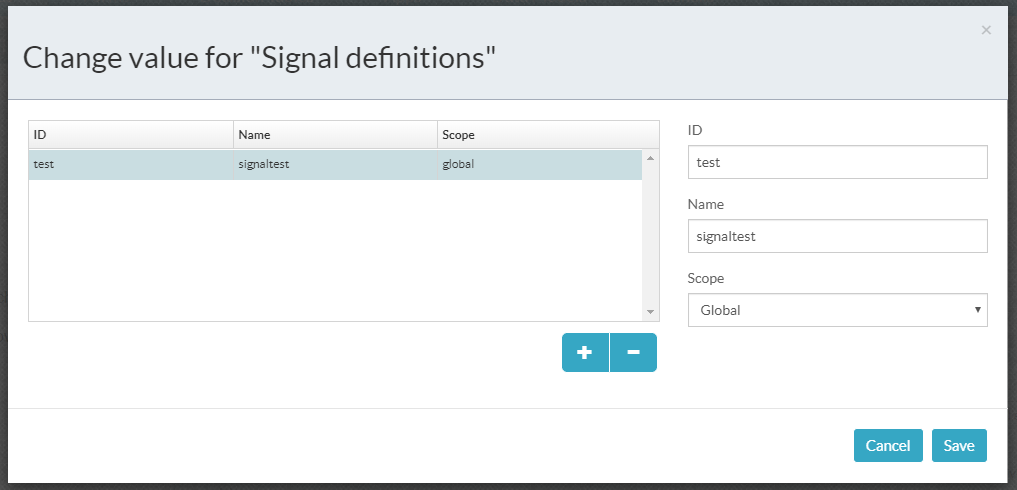 ×
Change value for "Signal definitions"
ID Name Scope
test signaltest global
ID
test
Name
signaltest
Scope
Global
Cancel Save